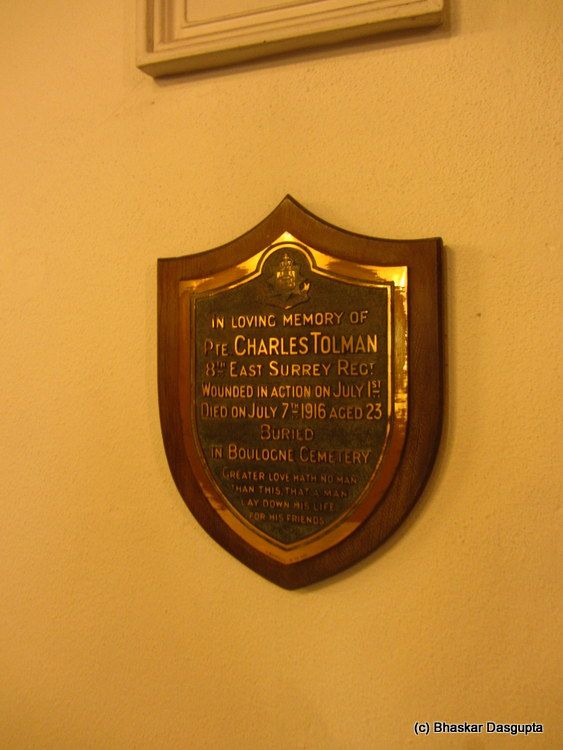 IN LOVING MEMORY OF
PTE. CHARLES TOLMAN
8TH EAST SURREY REGT
WOUNDED IN ACTION ON JULY 1ST
DIED ON JULY 7TH 1916 AGED 23
BURIED
IN BOULOGNE CEMETERY
GREATER LOVE HATH NO MAN
THAN THIS, THAT A MAN
LAY DOWN HIS LIFE
FOR HIS FRIENDS
(c) Bhaskar Dasgupta